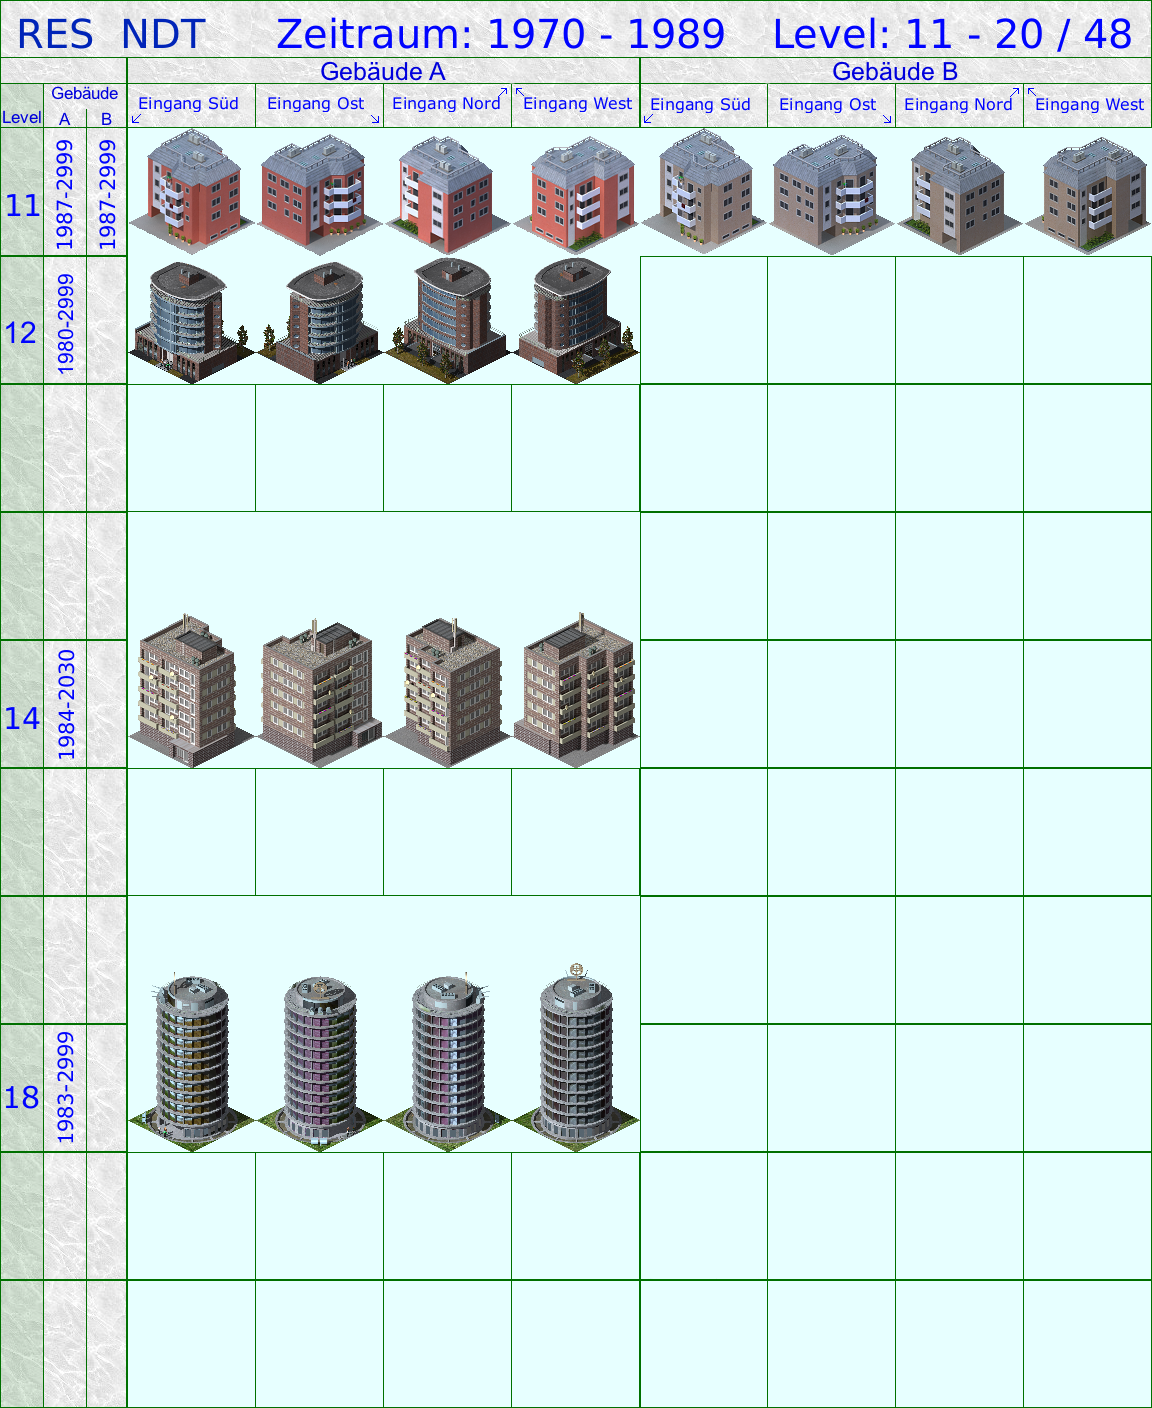 RES NDT Zeitraum: 1970 - 1989 Level: 11 - 20 / 48
Gebäude A Gebäude B
Level Gebäude A B
Eingang Süd Eingang Ost Eingang Nord Eingang West Eingang Süd Eingang Ost Eingang Nord Eingang West
11 1987-2999 1987-2999
12 1980-2999
14 1984-2030
18 1983-2999